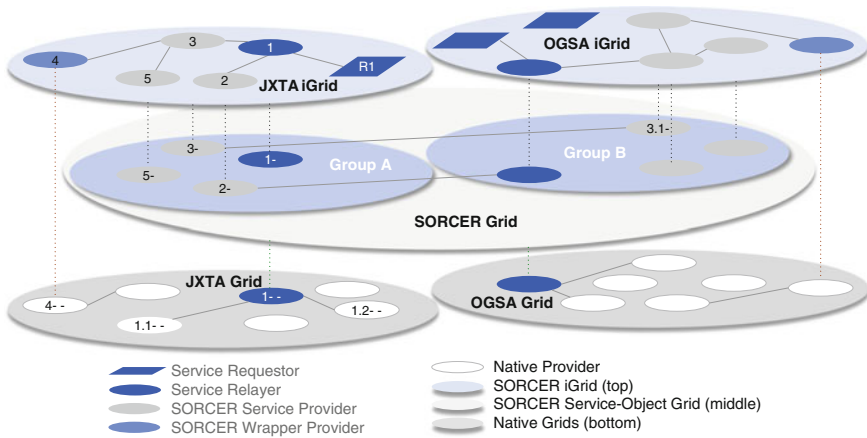 OGSA iGrid
3
1
4
R1
5
2
JXTA iGrid
3-
3.1-
1-
Group A
Group B
5-
2-
SORCER Grid
JXTA Grid
1- -
OGSA Grid
4- -
1.1- -
1.2- -
Service Requestor
Service Relayer
SORCER Service Provider
SORCER Wrapper Provider
Native Provider
SORCER iGrid (top)
SORCER Service-Object Grid (middle)
Native Grids (bottom)